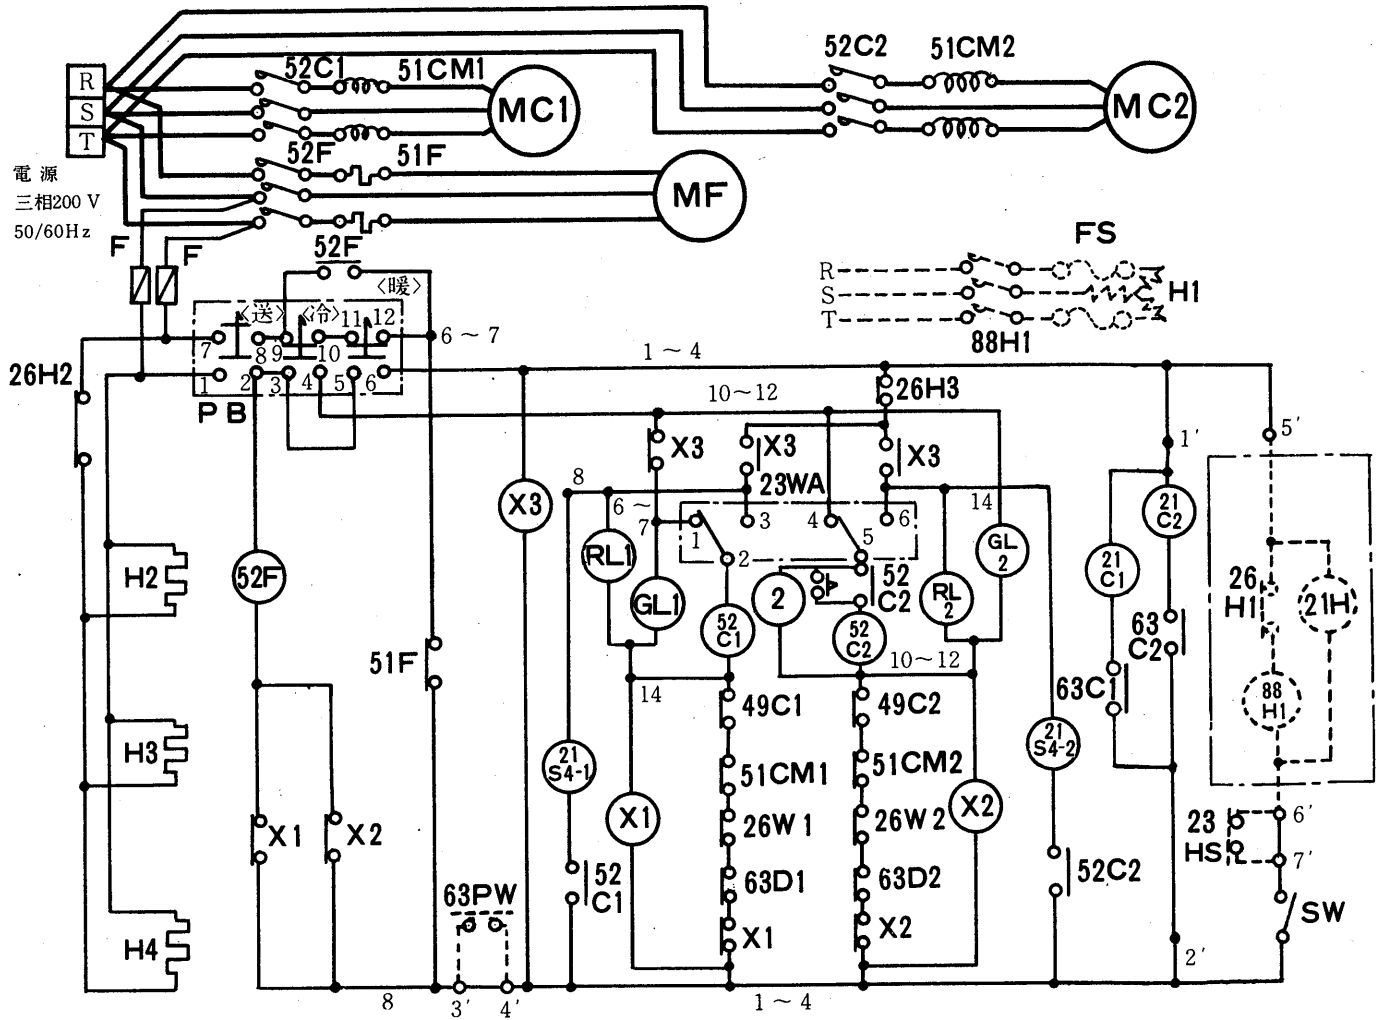 52C1
51CM1
MC1
52C2
51CM2
MC2
R
S
T
電源
三相200V
50/60Hz
52F
51F
MF
F
F
52F
〈暖〉
FS
R
S
T
H1
88H1
〈送〉
〈冷〉
7
8
9
10
11
12
6～7
1
2
3
4
5
6
PB
26H2
1～4
10～12
26H3
X3
X3
X3
23WA
8
6～
7
1
2
3
4
5
6
14
X3
RL1
GL1
52
C1
2
52
C2
52
C2
RL
2
GL
2
10～12
14
1'
21
C2
21
C1
63
C2
63C1
5'
26
H1
21H
88
H1
H2
52F
51F
49C1
49C2
21
S4-1
21
S4-2
51CM1
51CM2
H3
X1
X2
X1
26W1
26W2
X2
23
HS
6'
7'
63PW
52
C1
63D1
63D2
52C2
SW
H4
X1
X2
8
3'
4'
1～4
2'